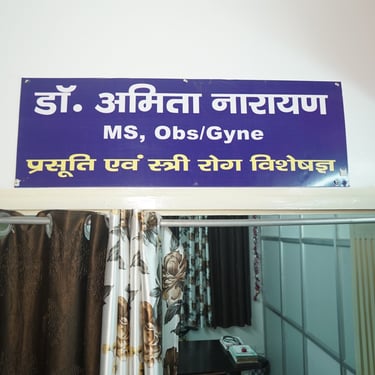 डॉ. अमिता नारायण
MS, Obs/Gyne
प्रसूति एवं स्त्री रोग विशेषज्ञ